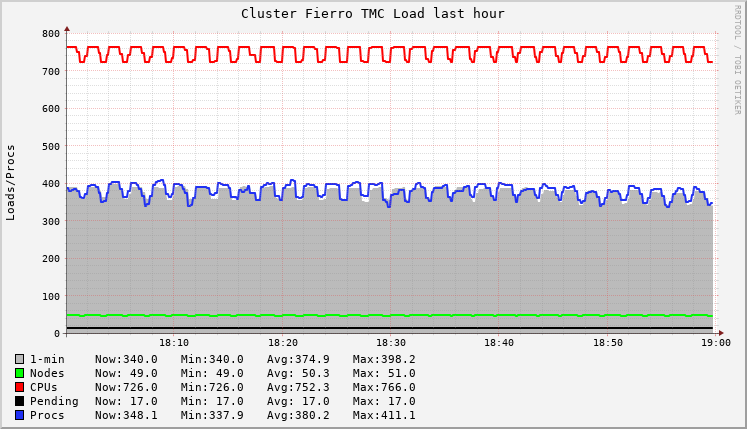 Cluster Fierro TMC Load last hour
RRDTOOL / TOBI OETIKER
Loads/Procs
800
700
600
500
400
300
200
100
0
18:10 18:20 18:30 18:40 18:50 19:00
1-min Now:340.0 Min:340.0 Avg:374.9 Max:398.2
Nodes Now: 49.0 Min: 49.0 Avg: 50.3 Max: 51.0
CPUs Now:726.0 Min:726.0 Avg:752.3 Max:766.0
Pending Now: 17.0 Min: 17.0 Avg: 17.0 Max: 17.0
Procs Now:348.1 Min:337.9 Avg:380.2 Max:411.1